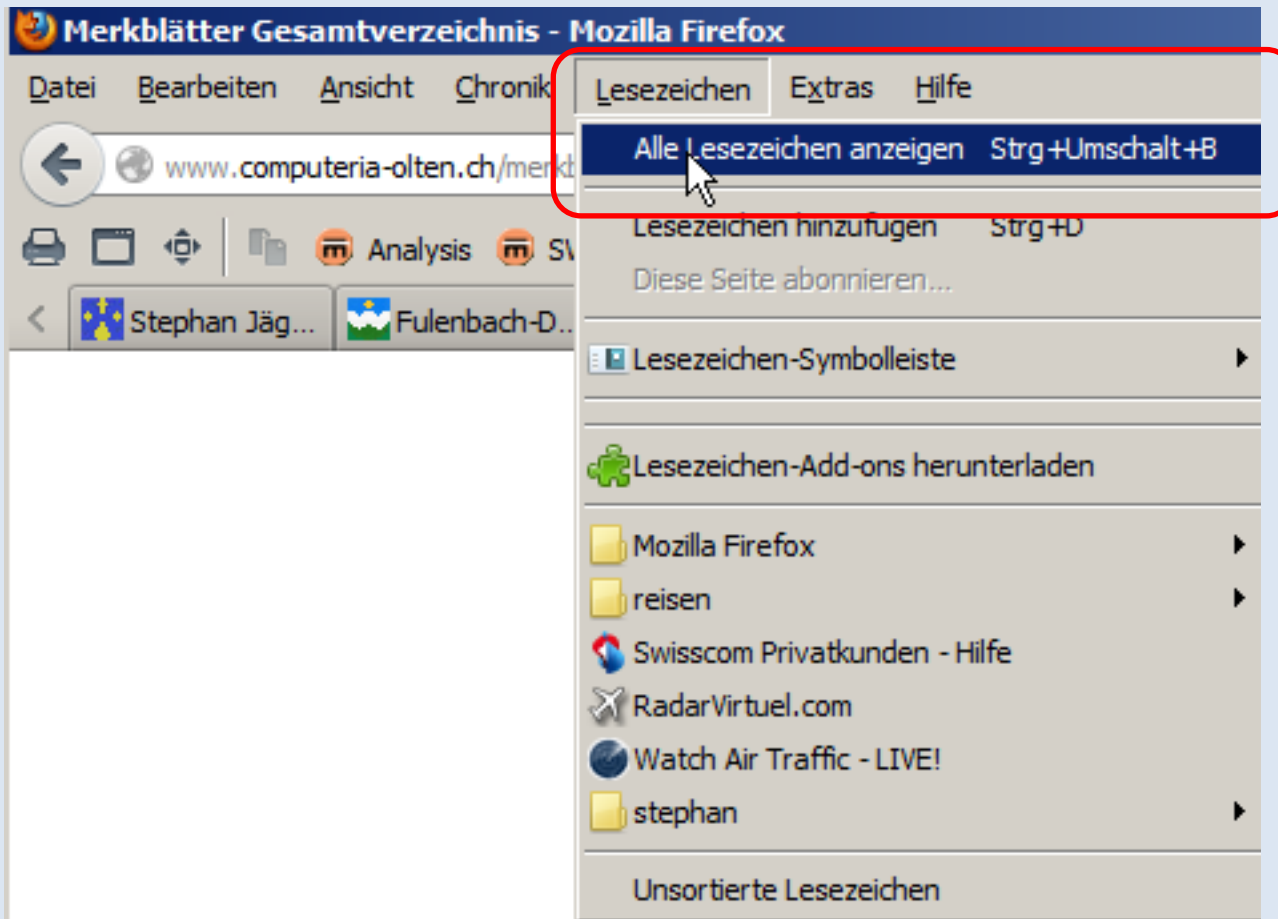 Merkblätter Gesamtverzeichnis - Mozilla Firefox
Datei Bearbeiten Ansicht Chronik Lesezeichen Extras Hilfe
www.computeria-olten.ch/merkb
Alle Lesezeichen anzeigen Strg+Umschalt+B
Lesezeichen hinzufügen Strg+D
Analysis
Diese Seite abonnieren...
< Stephan Jäg... Fulenbach-D...
Lesezeichen-Symbolleiste
Lesezeichen-Add-ons herunterladen
Mozilla Firefox
reisen
Swisscom Privatkunden - Hilfe
RadarVirtuel.com
Watch Air Traffic - LIVE!
stephan
Unsortierte Lesezeichen